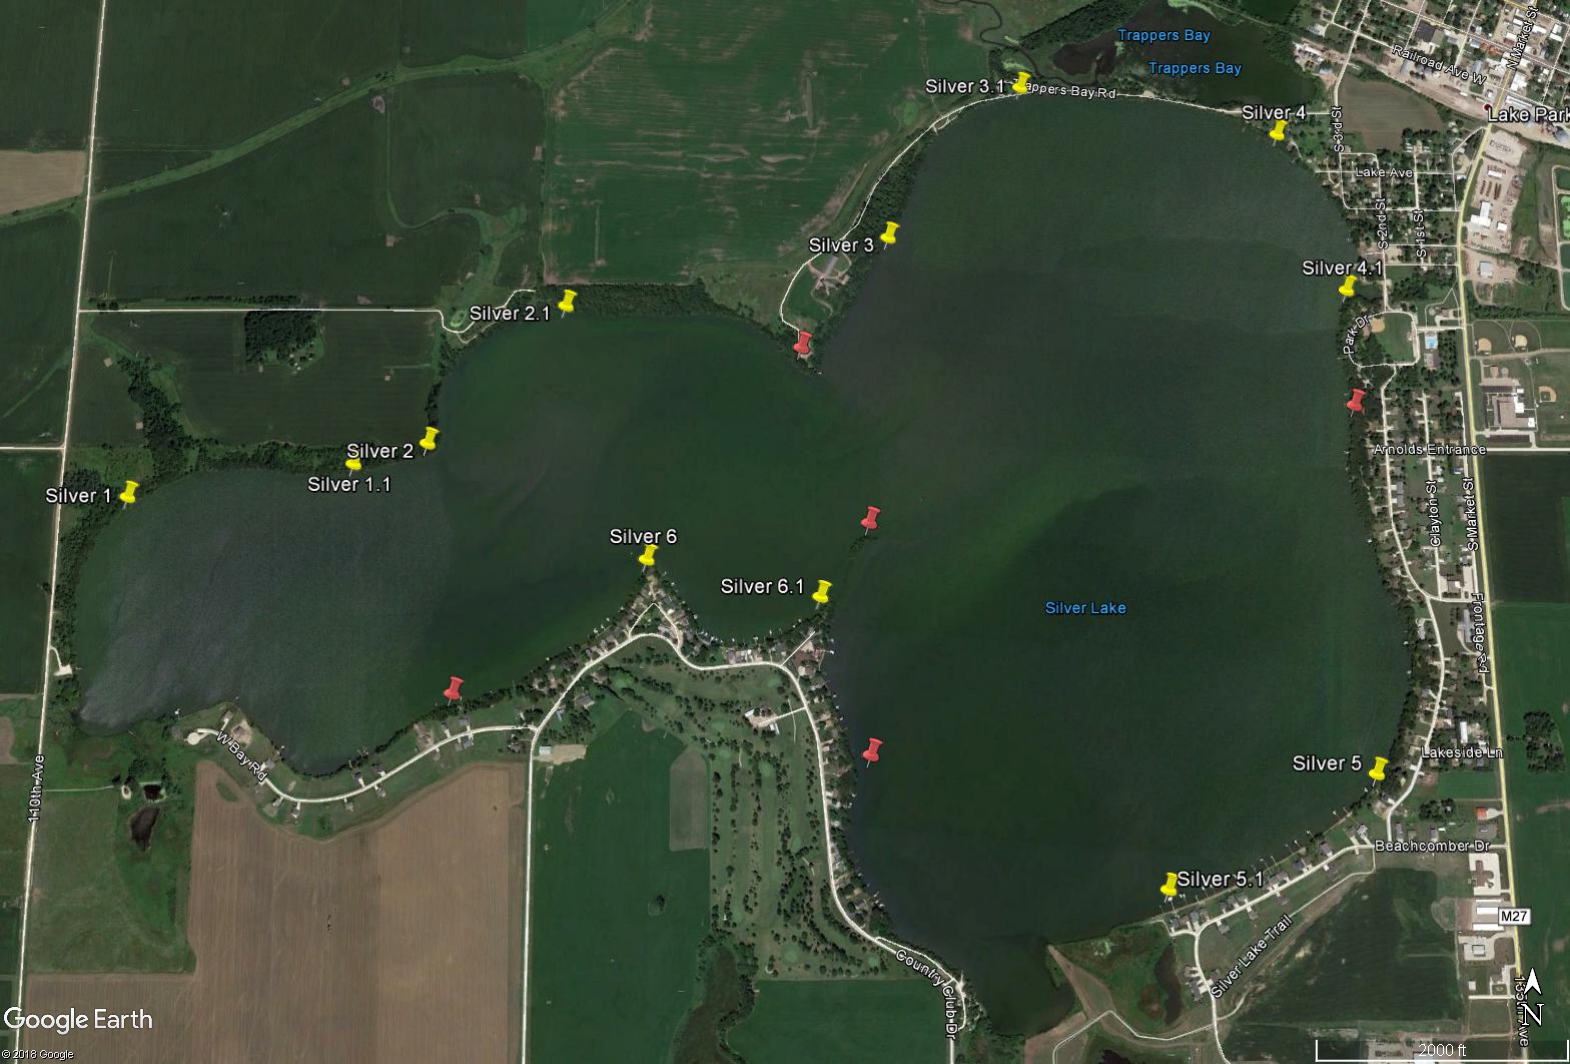 Trappers Bay
Trappers Bay
Railroad Ave W
N Market St
Silver 3.1
Trappers Bay Rd
Silver 4
Lake Park
S 3rd St
Lake Ave
S 2nd St
S 1st St
Silver 3
Silver 4.1
Silver 2.1
Park Dr
Silver 2
Silver 1.1
Silver 1
Arnolds Entrance
Clayton St
S Market St
Silver 6
Silver 6.1
Silver Lake
Frontage Rd
W Bay Rd
110th Ave
Silver 5
Lakeside Ln
Beachcomber Dr
Silver 5.1
M27
Silver Lake Trail
Country Club Dr
N
Google Earth
© 2018 Google
2000 ft